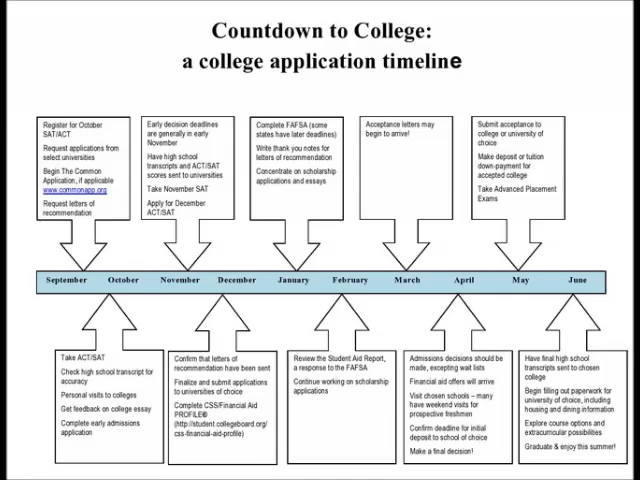 Countdown to College:
a college application timeline
Register for October
SAT/ACT
Request applications from
select universities
Begin The Common
Application, if applicable
www.commonapp.org
Request letters of
recommendation
Early decision deadlines
are generally in early
November
Have high school
transcripts and ACT/SAT
scores sent to universities
Take November SAT
Apply for December
ACT/SAT
Complete FAFSA (some
states have later deadlines)
Write thank you notes for
letters of recommendation
Concentrate on scholarship
applications and essays
Acceptance letters may
begin to arrive!
Submit acceptance to
college or university of
choice
Make deposit or tuition
down-payment for
accepted college
Take Advanced Placement
Exams
September October November December January February March April May June
Take ACT/SAT
Check high school transcript for
accuracy
Personal visits to colleges
Get feedback on college essay
Complete early admissions
application
Confirm that letters of
recommendation have been sent
Finalize and submit applications
to universities of choice
Complete CSS/Financial Aid
PROFILE®
(http://student.collegeboard.org/
css-financial-aid-profile)
Review the Student Aid Report,
a response to the FAFSA
Continue working on scholarship
applications
Admissions decisions should be
made, excepting wait lists
Financial aid offers will arrive
Visit chosen schools – many
have weekend visits for
prospective freshmen
Confirm deadline for initial
deposit to school of choice
Make a final decision!
Have final high school
transcripts sent to chosen
college
Begin filling out paperwork for
university of choice, including
housing and dining information
Explore course options and
extracurricular possibilities
Graduate & enjoy this summer!